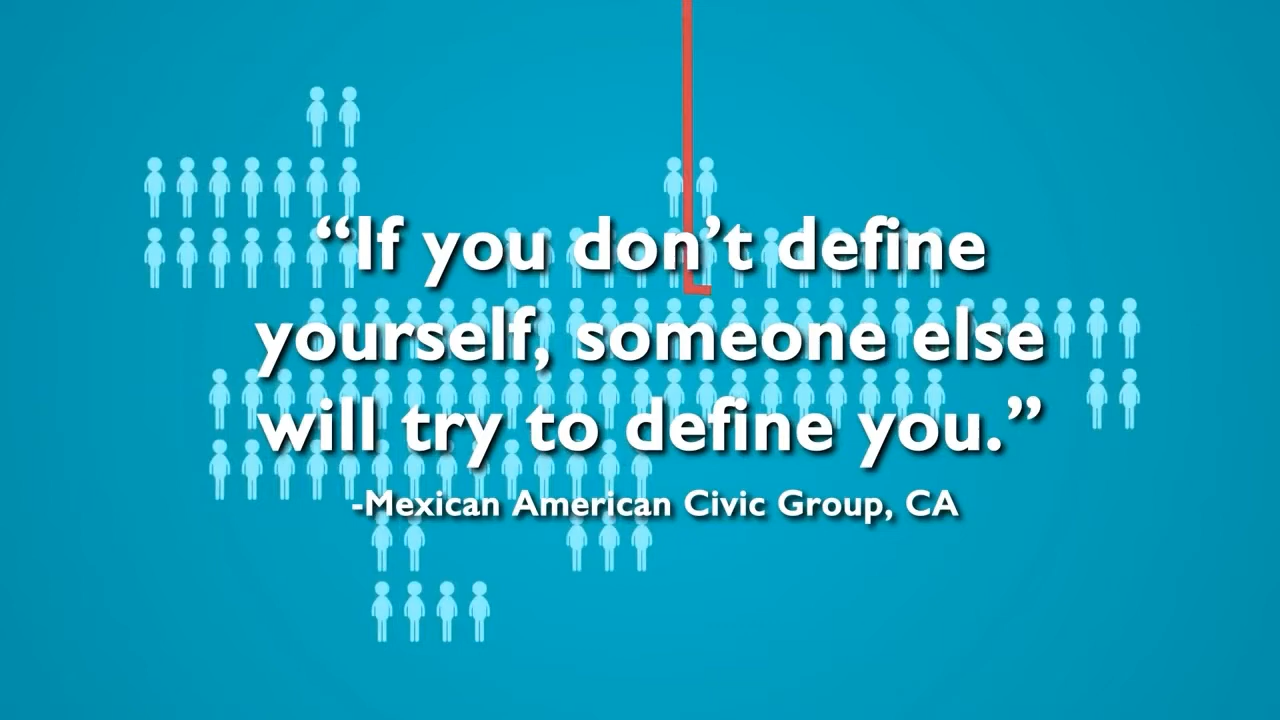 “If you don’t define
yourself, someone else
will try to define you.”
-Mexican American Civic Group, CA